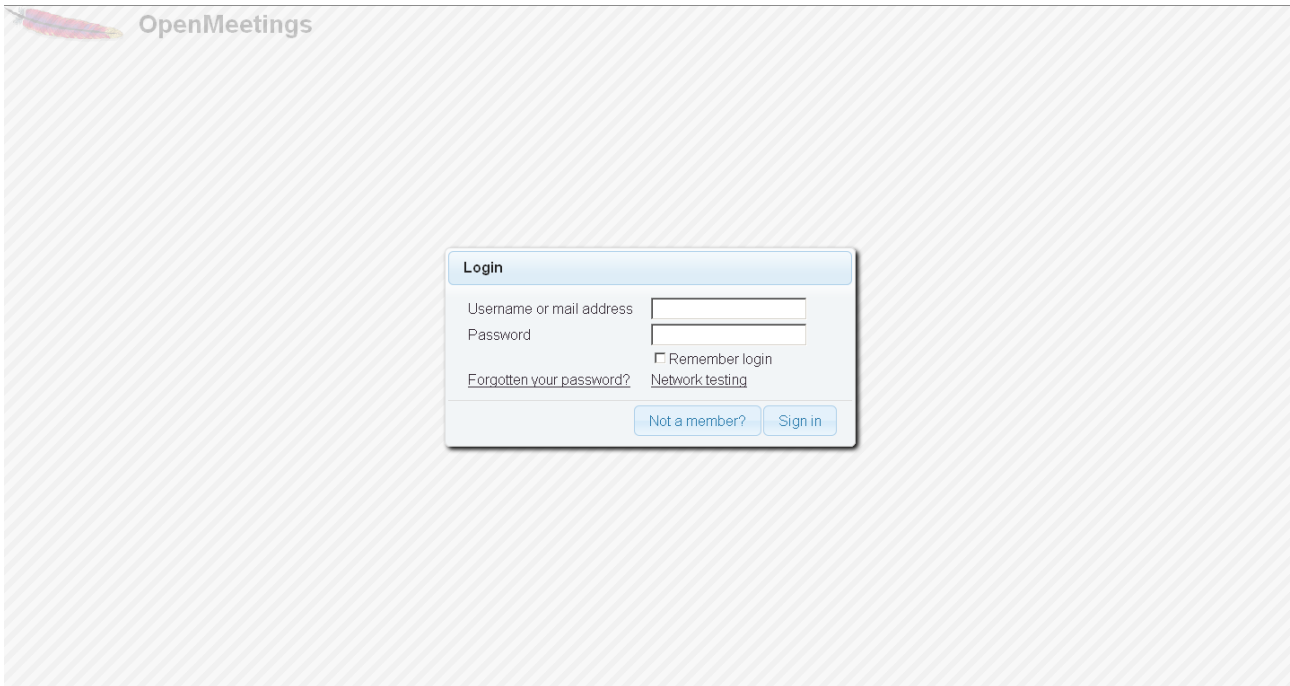 OpenMeetings
Login
Username or mail address
Password
Remember login
Forgotten your password? Network testing
Not a member? Sign in